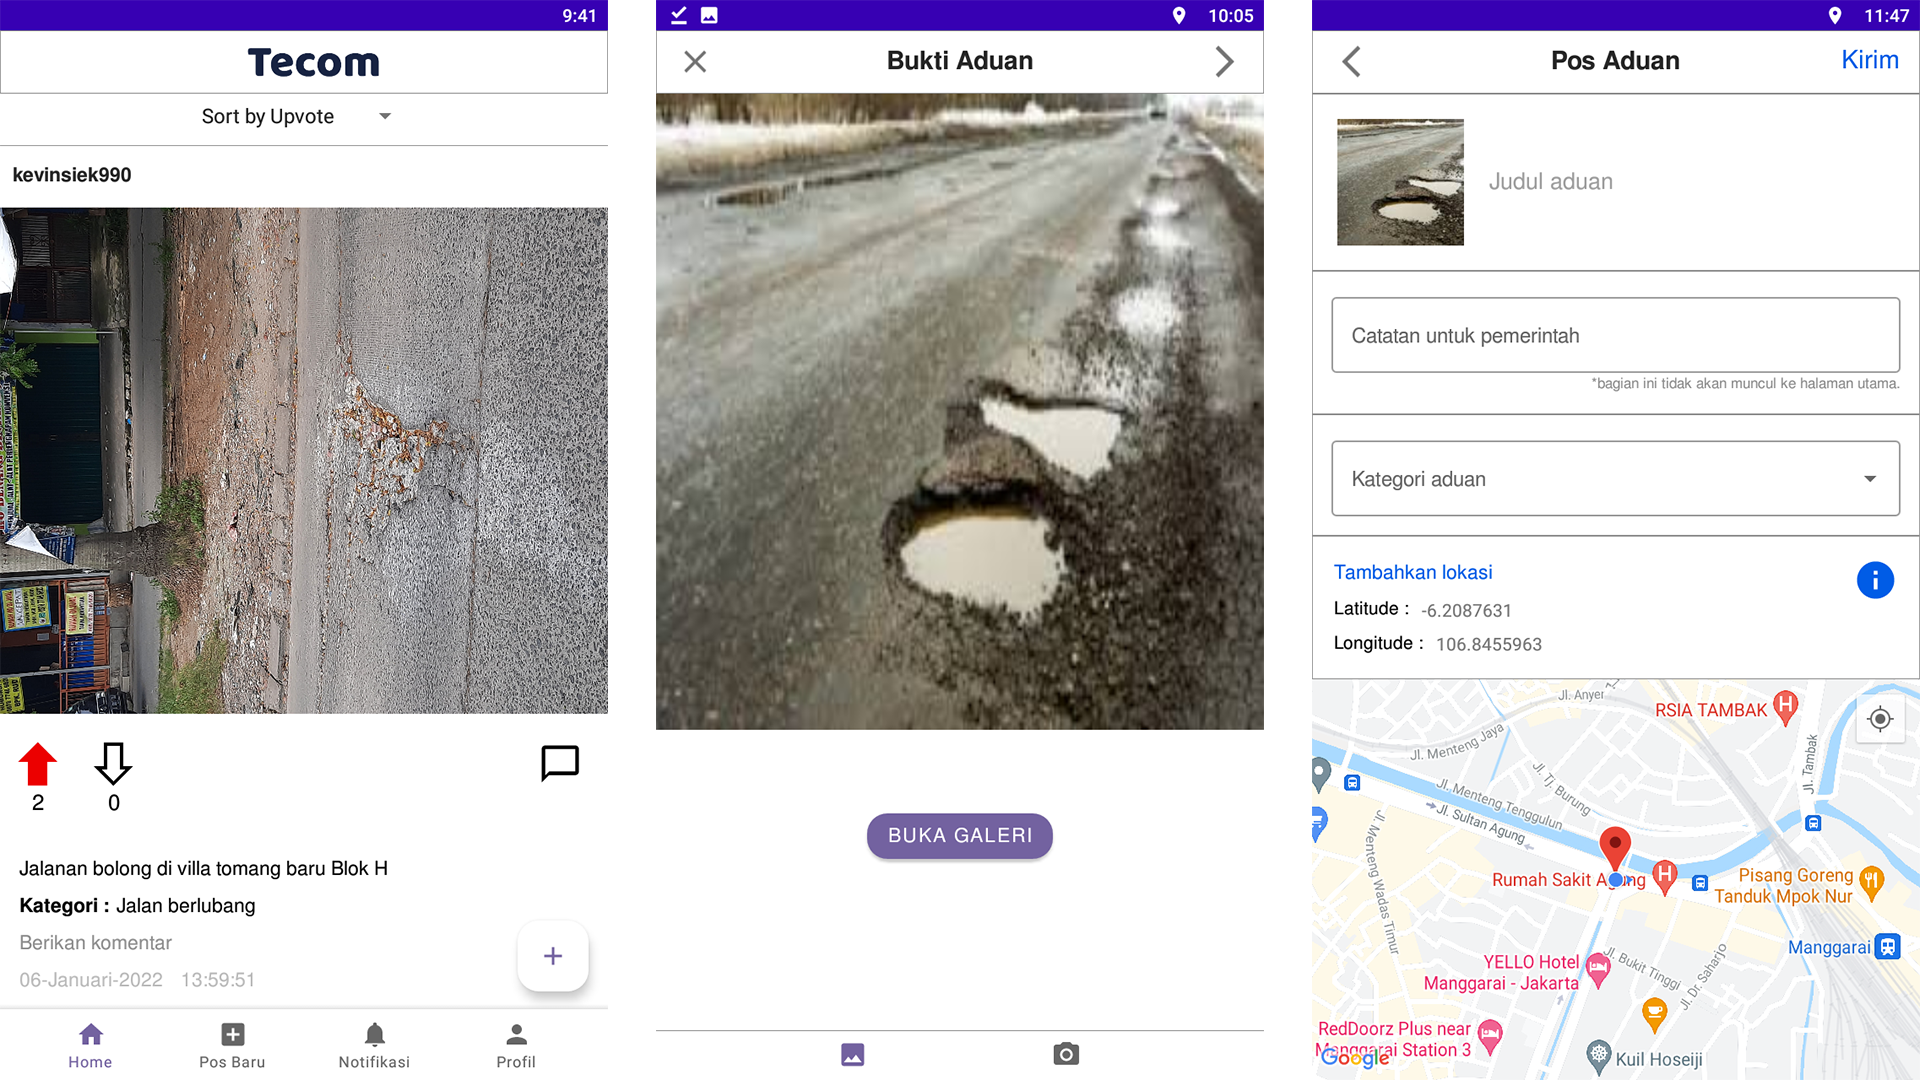 9:41
Tecom
Sort by Upvote
kevinsiek990
2
0
Jalanan bolong di villa tomang baru Blok H
Kategori : Jalan berlubang
Berikan komentar
06-Januari-2022 13:59:51
Home
Pos Baru
Notifikasi
Profil
10:05
Bukti Aduan
BUKA GALERI
11:47
Pos Aduan
Kirim
Judul aduan
Catatan untuk pemerintah
*bagian ini tidak akan muncul ke halaman utama.
Kategori aduan
Tambahkan lokasi
Latitude : -6.2087631
Longitude : 106.8455963
Jl. Anyer
RSIA TAMBAK
Jl. Menteng Jaya
Jl. Tambak
Jl. Tj. Burung
Jl. Menteng Tenggulun
Jl. Sultan Agung
Jl. Menteng Wadas Timur
Rumah Sakit Agung
Pisang Goreng
Tanduk Mpok Nur
Manggarai
Jl. Bukit Tinggi
Jl. Dr. Saharjo
YELLO Hotel
Manggarai - Jakarta
RedDoorz Plus near
Manggarai Station 3
Google
Kuil Hoseiji